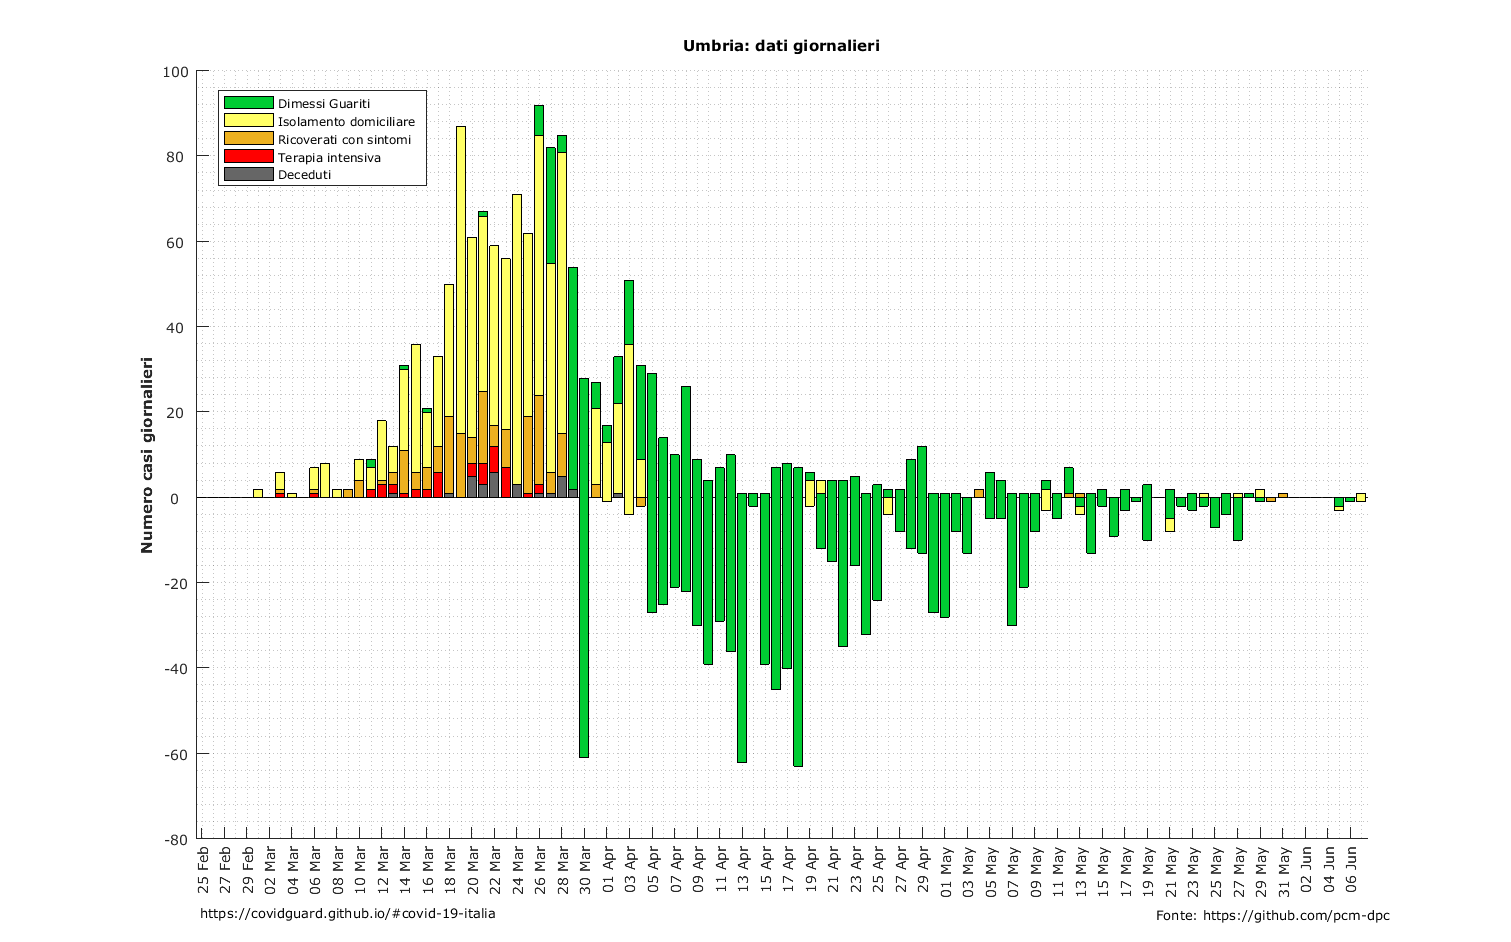 Umbria: dati giornalieri
Dimessi Guariti
Isolamento domiciliare
Ricoverati con sintomi
Terapia intensiva
Deceduti
Numero casi giornalieri
100
80
60
40
20
0
-20
-40
-60
-80
25 Feb
27 Feb
29 Feb
02 Mar
04 Mar
06 Mar
08 Mar
10 Mar
12 Mar
14 Mar
16 Mar
18 Mar
20 Mar
22 Mar
24 Mar
26 Mar
28 Mar
30 Mar
01 Apr
03 Apr
05 Apr
07 Apr
09 Apr
11 Apr
13 Apr
15 Apr
17 Apr
19 Apr
21 Apr
23 Apr
25 Apr
27 Apr
29 Apr
01 May
03 May
05 May
07 May
09 May
11 May
13 May
15 May
17 May
19 May
21 May
23 May
25 May
27 May
29 May
31 May
02 Jun
04 Jun
06 Jun
https://covidguard.github.io/#covid-19-italia
Fonte: https://github.com/pcm-dpc